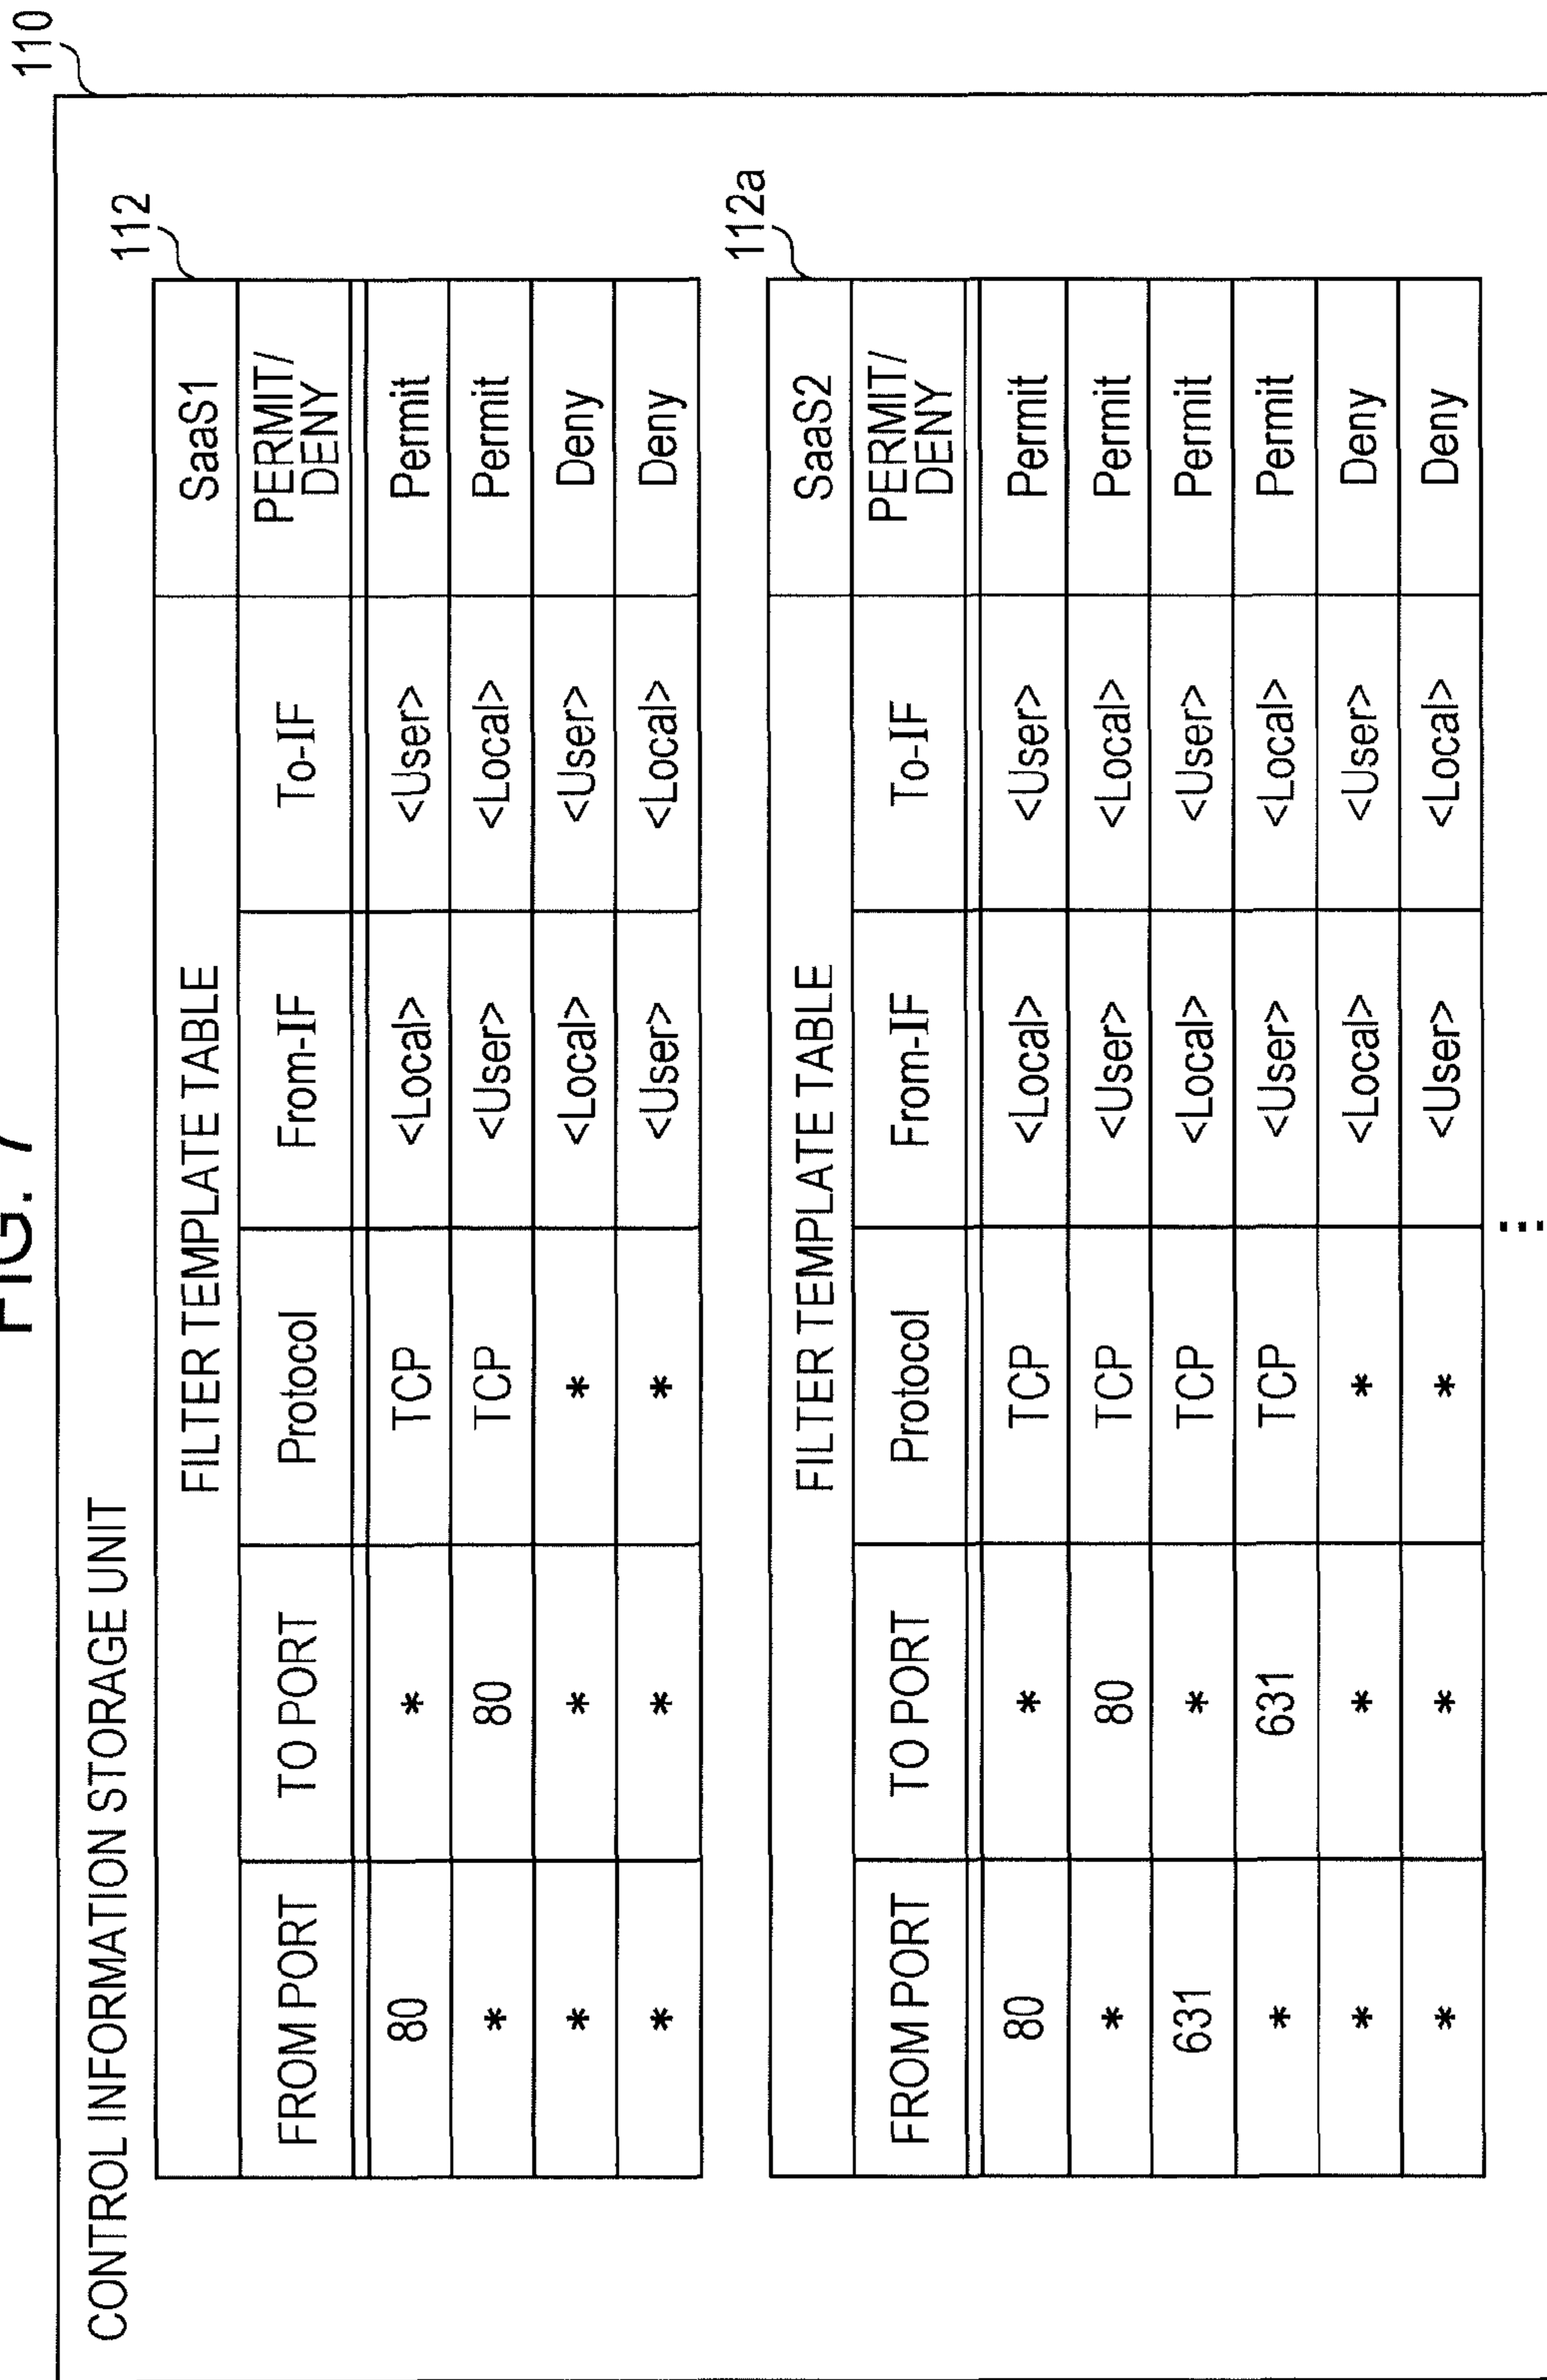 FIG. 7
110
CONTROL INFORMATION STORAGE UNIT
112
FILTER TEMPLATE TABLE SaaS1
FROM PORT TO PORT Protocol From-IF To-IF PERMIT/DENY
80 * TCP <Local> <User> Permit
* 80 TCP <User> <Local> Permit
* * * <Local> <User> Deny
* * * <User> <Local> Deny
112a
FILTER TEMPLATE TABLE SaaS2
FROM PORT TO PORT Protocol From-IF To-IF PERMIT/DENY
80 * TCP <Local> <User> Permit
* 80 TCP <User> <Local> Permit
631 * TCP <Local> <User> Permit
* 631 TCP <User> <Local> Permit
* * * <Local> <User> Deny
* * * <User> <Local> Deny